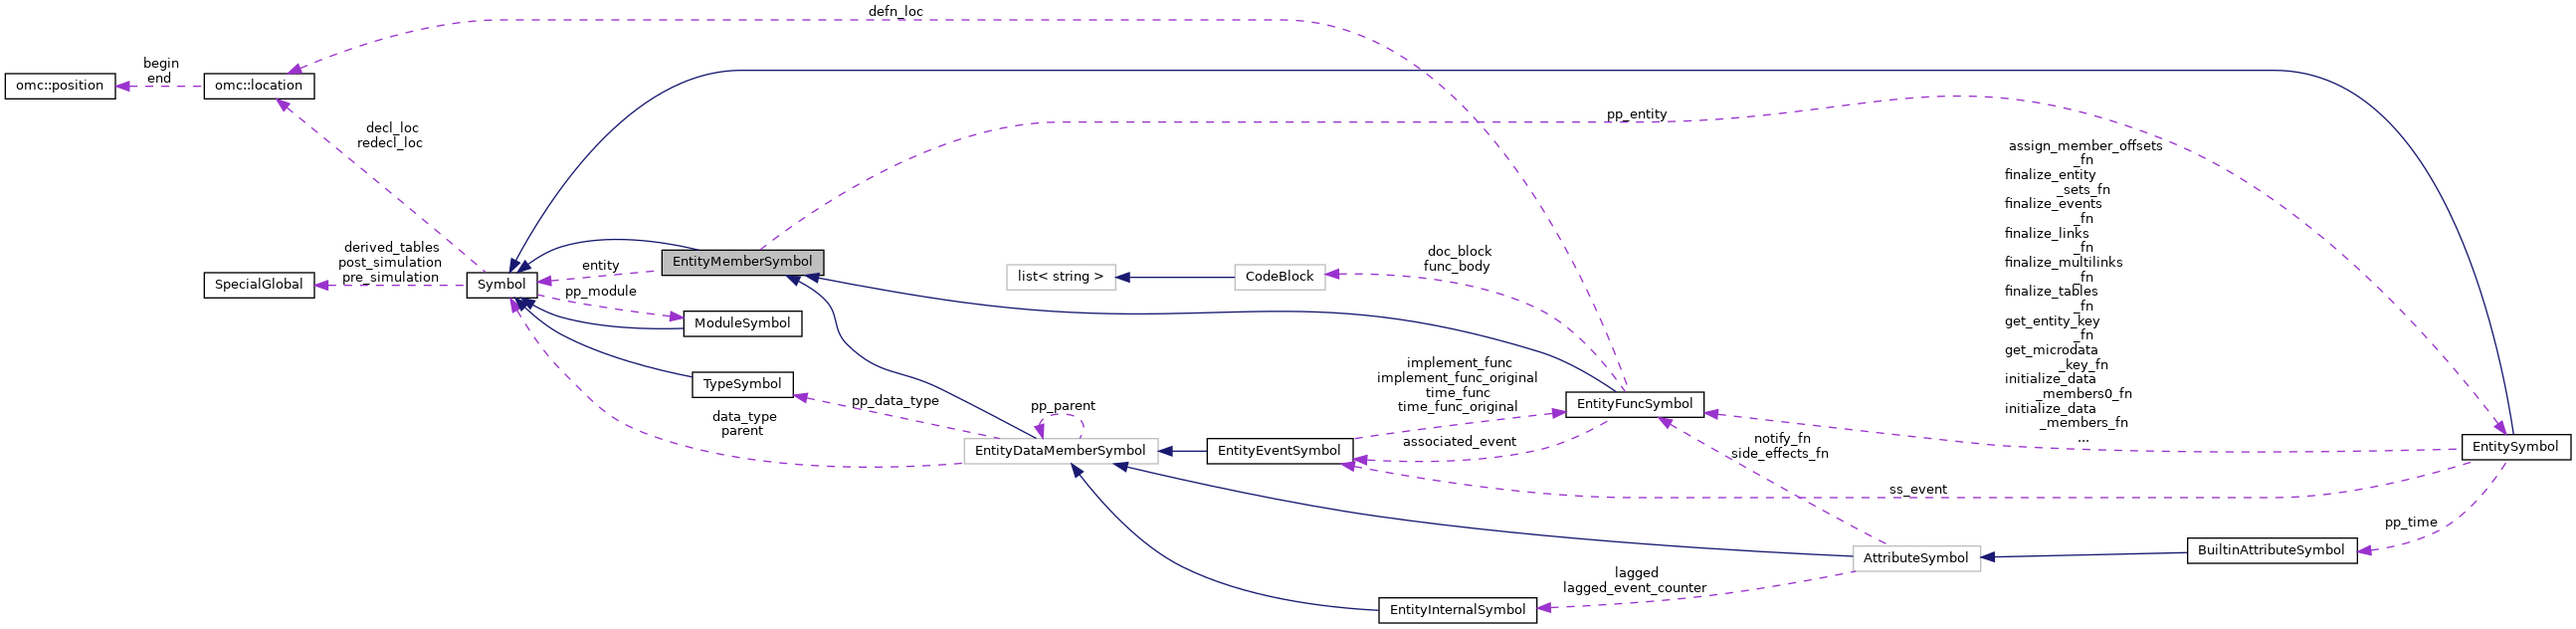 defn_loc
begin
end
omc::position
omc::location
decl_loc
redecl_loc
pp_entity
assign_member_offsets
_fn
finalize_entity
_sets_fn
finalize_events
_fn
finalize_links
_fn
finalize_multilinks
_fn
finalize_tables
_fn
get_entity_key
_fn
get_microdata
_key_fn
initialize_data
_members0_fn
initialize_data
_members_fn
...
derived_tables
post_simulation
pre_simulation
SpecialGlobal
Symbol
entity
pp_module
EntityMemberSymbol
ModuleSymbol
list< string >
CodeBlock
doc_block
func_body
TypeSymbol
pp_data_type
data_type
parent
pp_parent
EntityDataMemberSymbol
implement_func
implement_func_original
time_func
time_func_original
EntityEventSymbol
associated_event
EntityFuncSymbol
notify_fn
side_effects_fn
EntitySymbol
ss_event
pp_time
BuiltinAttributeSymbol
AttributeSymbol
lagged
lagged_event_counter
EntityInternalSymbol